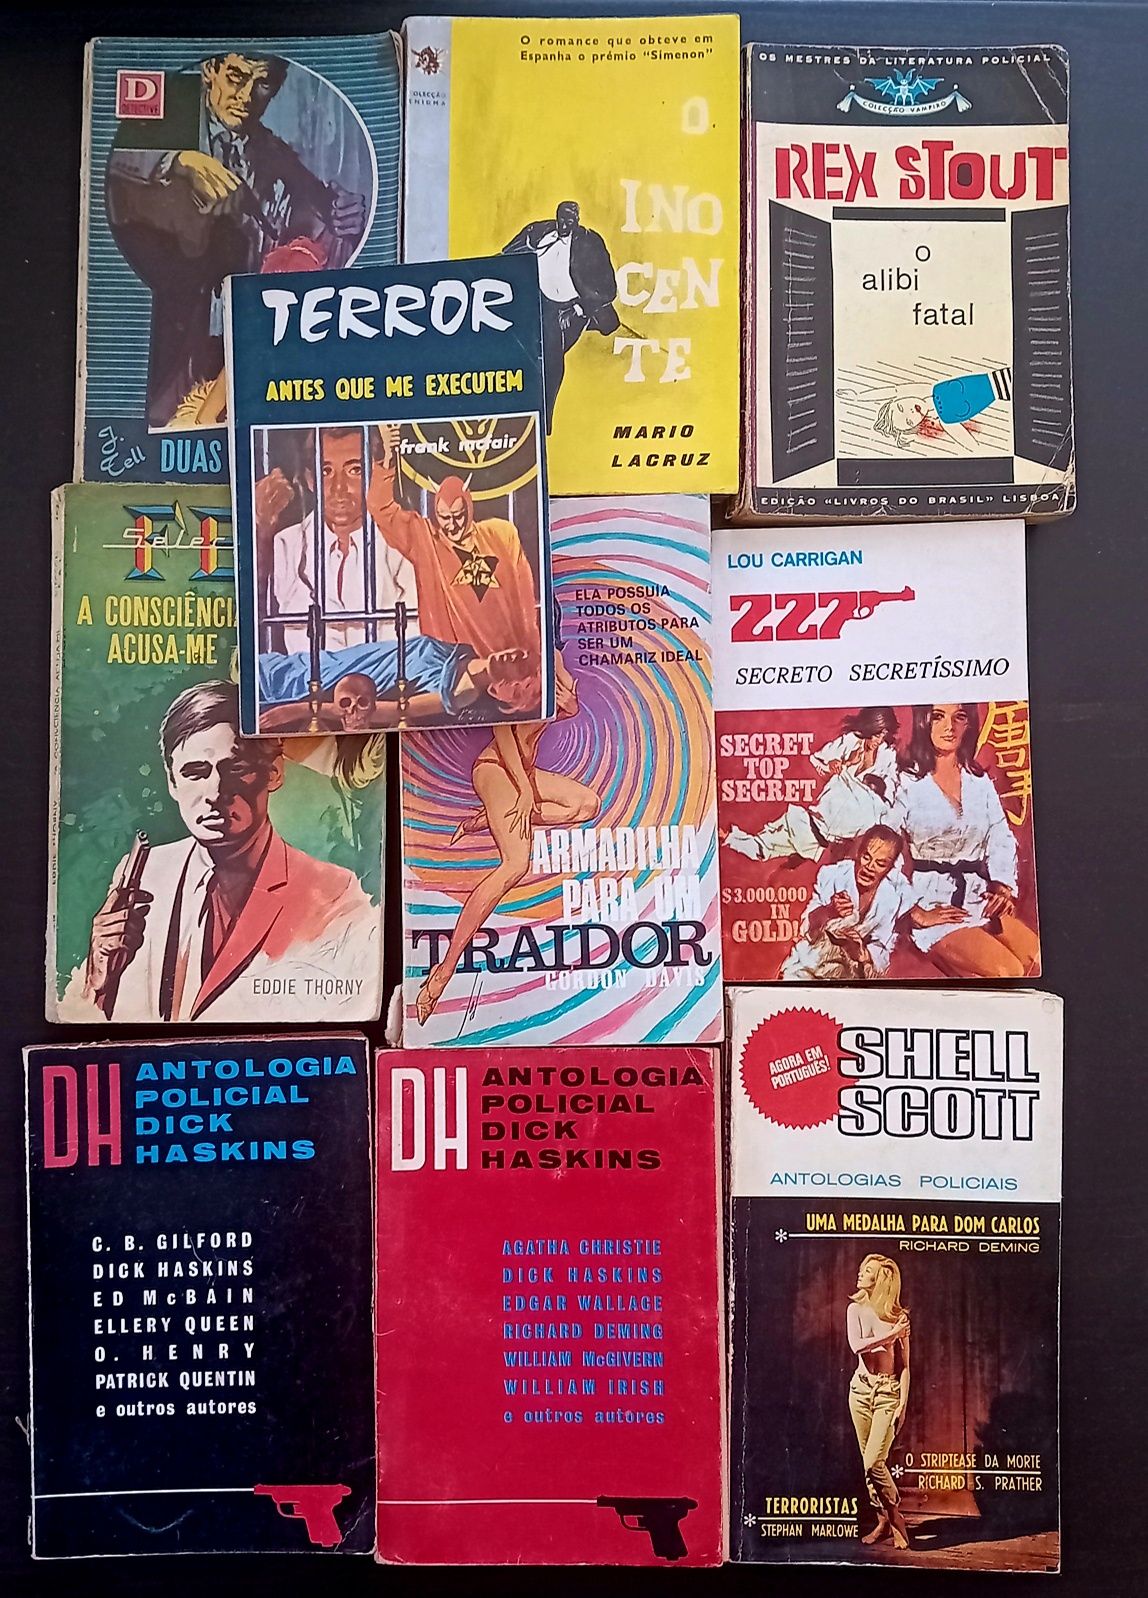 D
DETECTIVE
DUAS
COLECÇÃO
ENIGMA
O romance que obteve em
Espanha o prémio "Simenon"
O
INO
CEN
TE
MARIO
LACRUZ
OS MESTRES DA LITERATURA POLICIAL
COLECÇÃO VAMPIRO
REX STOUT
o
alibi
fatal
EDIÇÃO «LIVROS DO BRASIL» LISBOA
TERROR
ANTES QUE ME EXECUTEM
frank mcfair
A CONSCIÊNCI
ACUSA-ME
EDDIE THORNY
ELA POSSUIA
TODOS OS
ATRIBUTOS PARA
SER UM
CHAMARIZ IDEAL
ARMADILHA
PARA UM
TRAIDOR
GORDON DAVIS
LOU CARRIGAN
ZZ7
SECRETO SECRETÍSSIMO
SECRET
TOP
SECRET
$3.000.000
IN
GOLD!
DH
ANTOLOGIA
POLICIAL
DICK
HASKINS
C. B. GILFORD
DICK HASKINS
ED McBAIN
ELLERY QUEEN
O. HENRY
PATRICK QUENTIN
e outros autores
DH
ANTOLOGIA
POLICIAL
DICK
HASKINS
AGATHA CHRISTIE
DICK HASKINS
EDGAR WALLACE
RICHARD DEMING
WILLIAM McGIVERN
WILLIAM IRISH
e outros autores
AGORA EM
PORTUGUÊS!
SHELL
SCOTT
ANTOLOGIAS POLICIAIS
UMA MEDALHA PARA DOM CARLOS
* RICHARD DEMING
O STRIPTEASE DA MORTE
* RICHARD S. PRATHER
TERRORISTAS
* STEPHAN MARLOWE